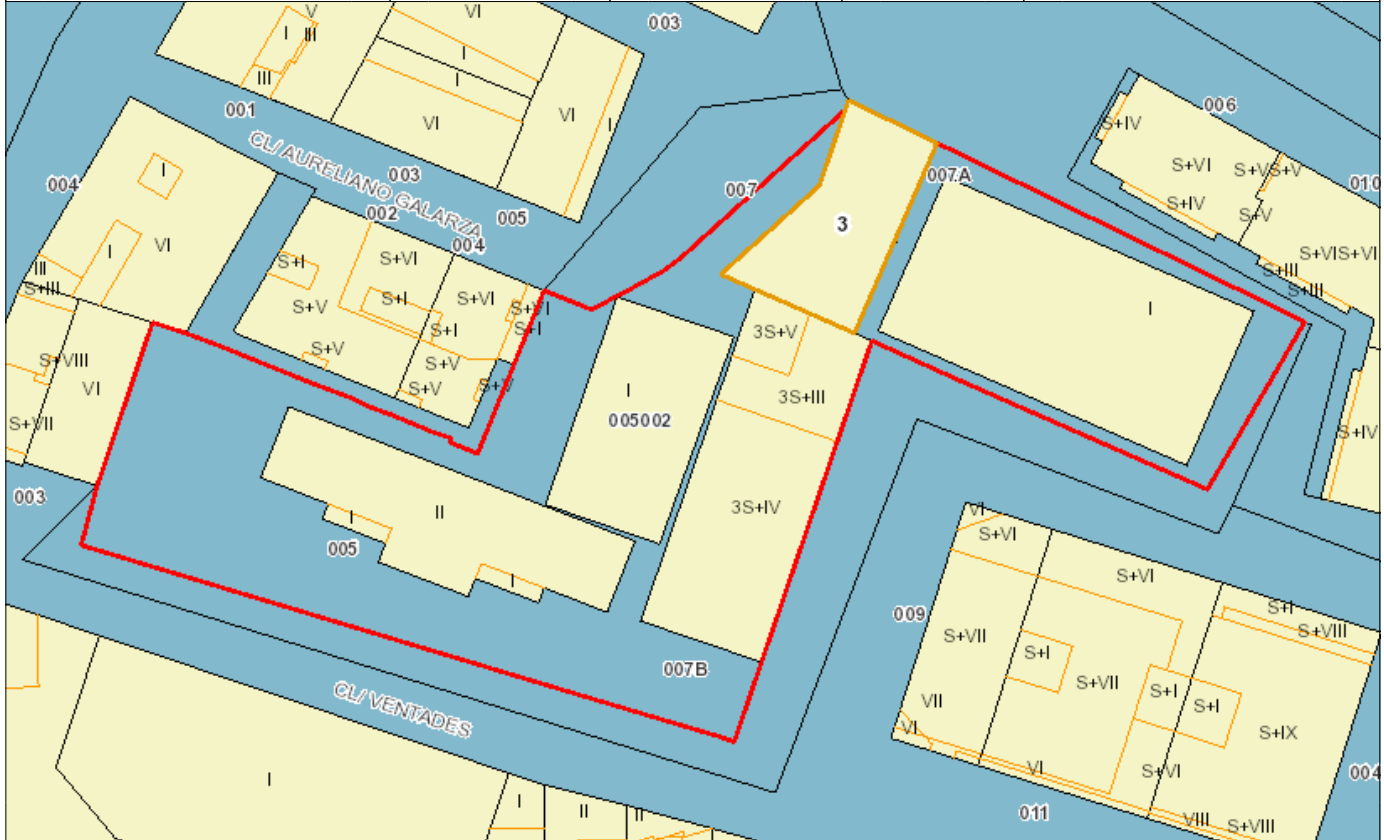 V
VI
003
I
III
I
III
I
006
001
VI
VI
I
S+IV
CL/ AURELIANO GALARZA
S+VI
003
I
007A
S+V
004
002
005
007
S+IV
S+V
010
I
VI
004
3
S+VI
S+VI
S+VI
III
S+I
S+VI
S+III
S+III
S+I
S+VI
S+VI
S+III
S+V
S+I
S+I
I
S+V
3S+V
S+VIII
S+V
VI
S+V
S+V
I
3S+III
S+VII
005002
S+IV
003
II
3S+IV
I
VI
S+VI
005
I
S+VI
S+I
009
S+VIII
S+VII
S+I
007B
S+VII
S+I
S+I
CL/ VENTADES
VII
VI
S+IX
VI
S+VI
004
I
I
II
II
011
VIII
S+VIII